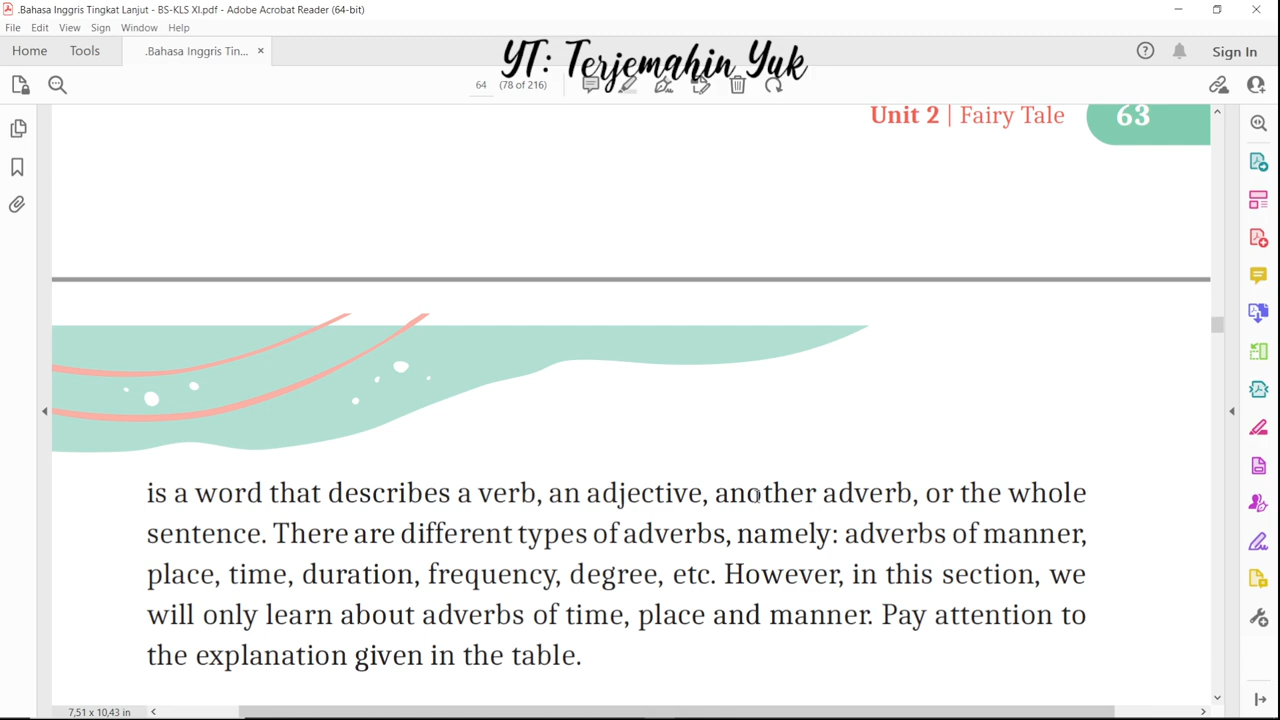 .Bahasa Inggris Tingkat Lanjut - BS-KLS XI.pdf - Adobe Acrobat Reader (64-bit)
File Edit View Sign Window Help
Home Tools .Bahasa Inggris Tin... × Sign In
YT: Terjemahin Yuk
64 (78 of 216)
Unit 2 | Fairy Tale 63
is a word that describes a verb, an adjective, another adverb, or the whole
sentence. There are different types of adverbs, namely: adverbs of manner,
place, time, duration, frequency, degree, etc. However, in this section, we
will only learn about adverbs of time, place and manner. Pay attention to
the explanation given in the table.
7,51 x 10,43 in